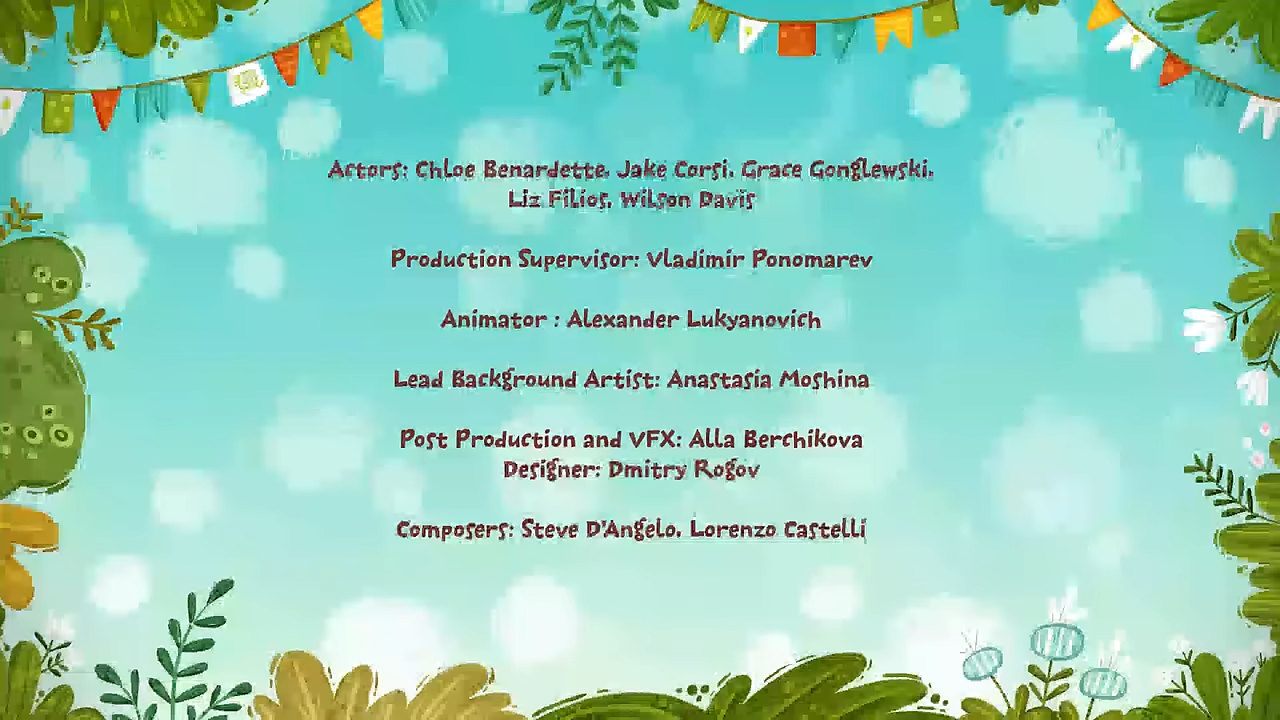 Actors: Chloe Benardette, Jake Corsi, Grace Gonglewski,
Liz Filios, Wilson Davis
Production Supervisor: Vladimir Ponomarev
Animator : Alexander Lukyanovich
Lead Background Artist: Anastasia Moshina
Post Production and VFX: Alla Berchikova
Designer: Dmitry Rogov
Composers: Steve D'Angelo, Lorenzo Castelli